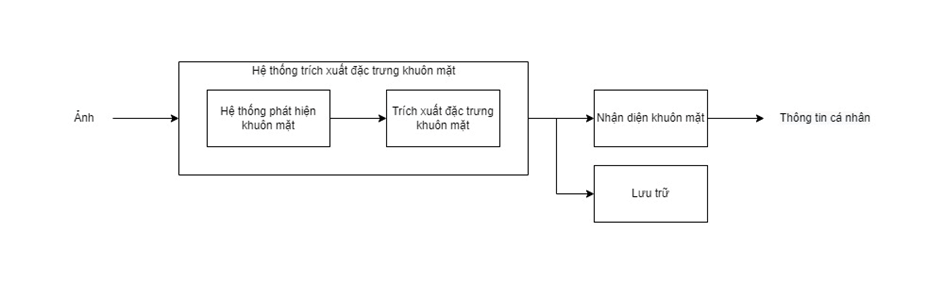 Hệ thống trích xuất đặc trưng khuôn mặt
Ảnh
Hệ thống phát hiện
khuôn mặt
Trích xuất đặc trưng
khuôn mặt
Nhân diện khuôn mặt
Thông tin cá nhân
Lưu trữ